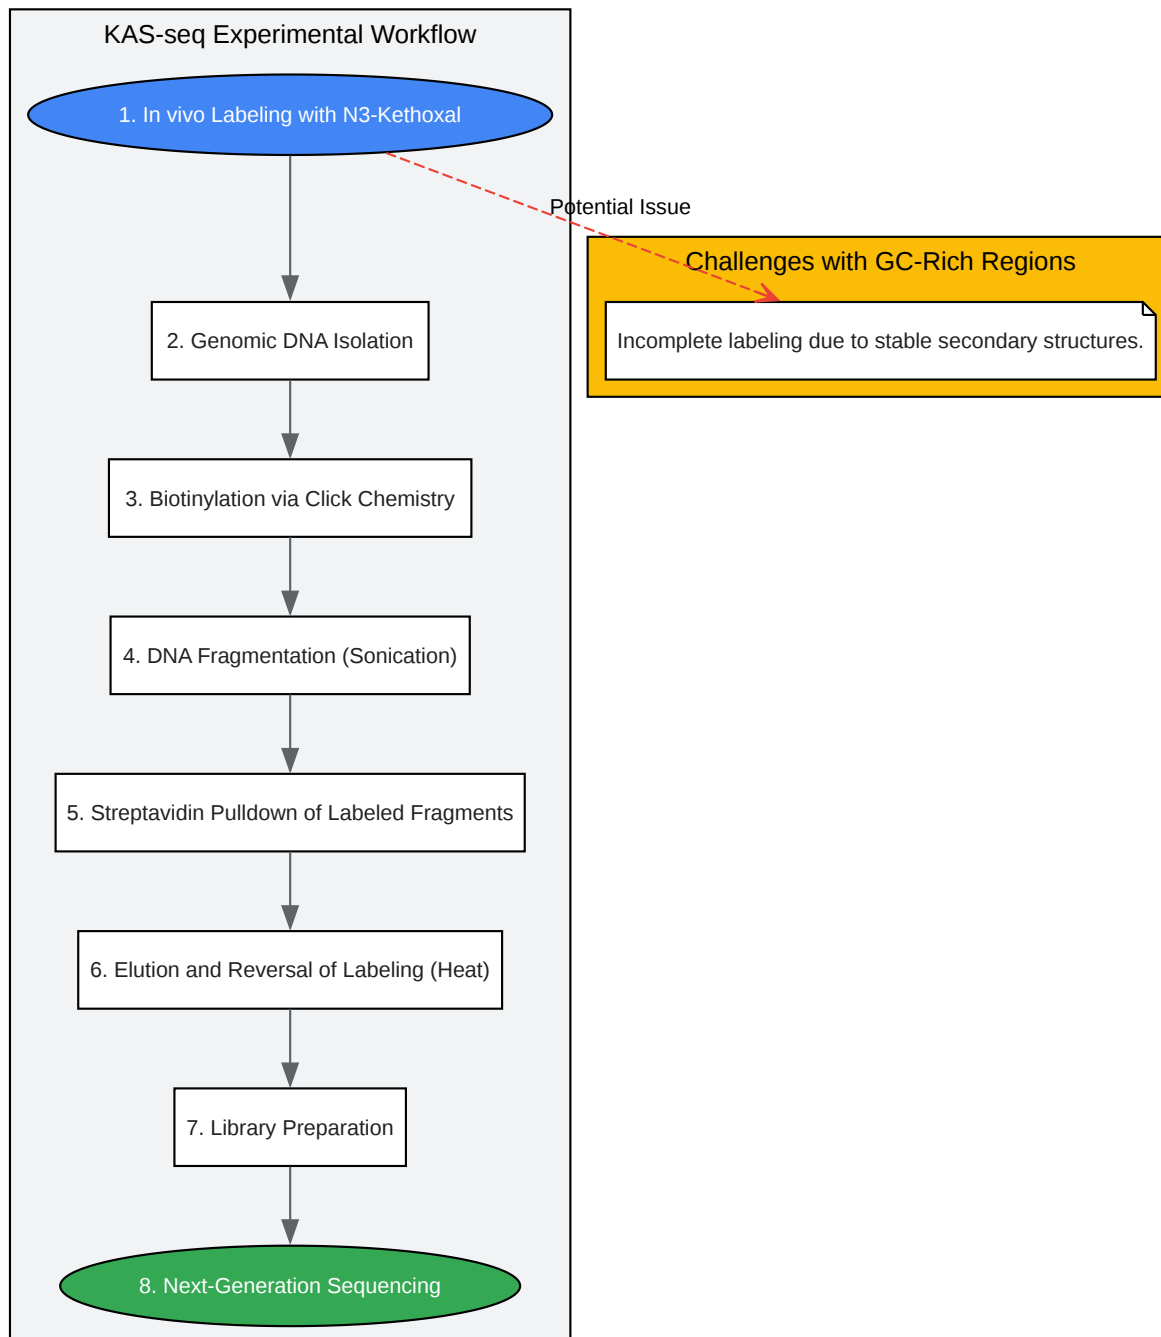 KAS-seq Experimental Workflow
1. In vivo Labeling with N3-Kethoxal
Potential Issue
Challenges with GC-Rich Regions
Incomplete labeling due to stable secondary structures.
2. Genomic DNA Isolation
3. Biotinylation via Click Chemistry
4. DNA Fragmentation (Sonication)
5. Streptavidin Pulldown of Labeled Fragments
6. Elution and Reversal of Labeling (Heat)
7. Library Preparation
8. Next-Generation Sequencing